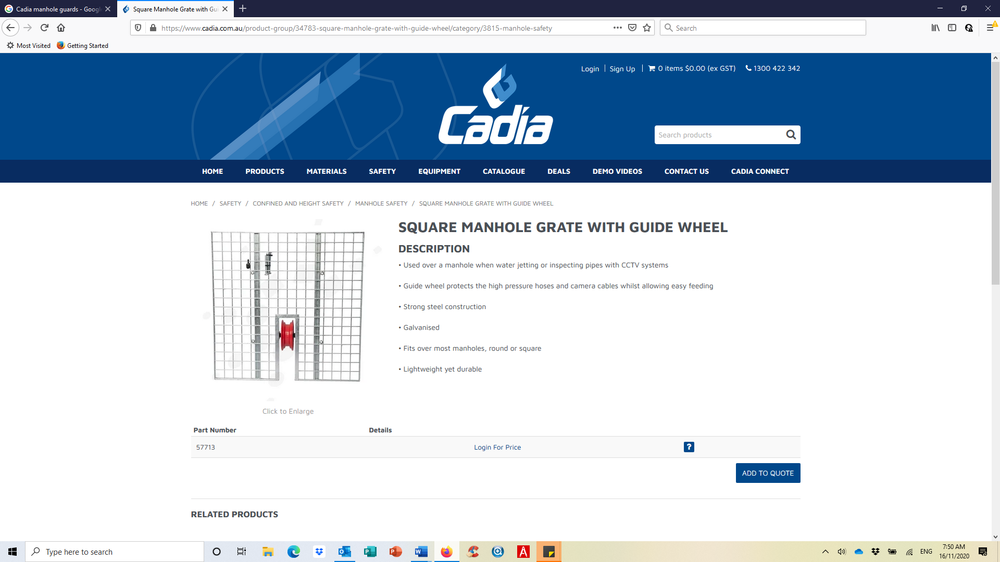 Cadia manhole guards - Googl
Square Manhole Grate with Gui
https://www.cadia.com.au/product-group/34783-square-manhole-grate-with-guide-wheel/category/3815-manhole-safety
Search
Most Visited
Getting Started
Login
Sign Up
0 items $0.00 (ex GST)
1300 422 342
Cadia
Search products
HOME
PRODUCTS
MATERIALS
SAFETY
EQUIPMENT
CATALOGUE
DEALS
DEMO VIDEOS
CONTACT US
CADIA CONNECT
HOME / SAFETY / CONFINED AND HEIGHT SAFETY / MANHOLE SAFETY / SQUARE MANHOLE GRATE WITH GUIDE WHEEL
SQUARE MANHOLE GRATE WITH GUIDE WHEEL
DESCRIPTION
• Used over a manhole when water jetting or inspecting pipes with CCTV systems
• Guide wheel protects the high pressure hoses and camera cables whilst allowing easy feeding
• Strong steel construction
• Galvanised
• Fits over most manholes, round or square
• Lightweight yet durable
Click to Enlarge
Part Number Details
57713 Login For Price ?
ADD TO QUOTE
RELATED PRODUCTS
Type here to search
ENG
7:50 AM
16/11/2020